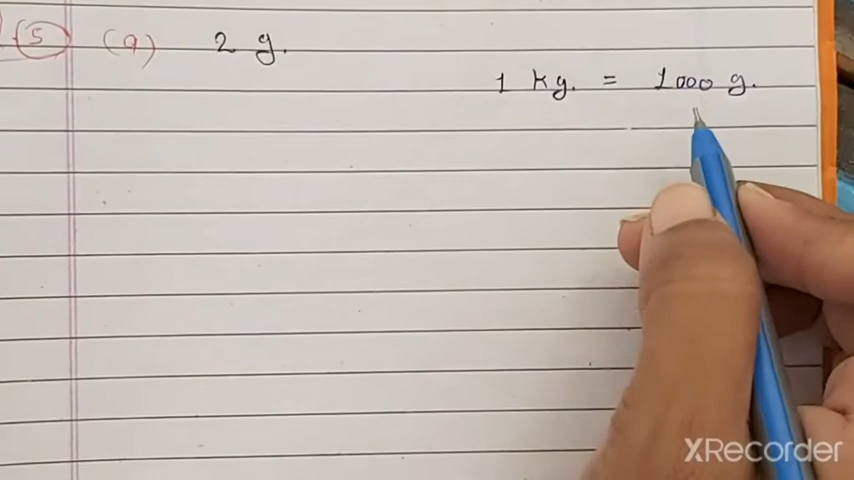 5 (a) 2 g.
1 kg. = 1000 g.
XRecorder